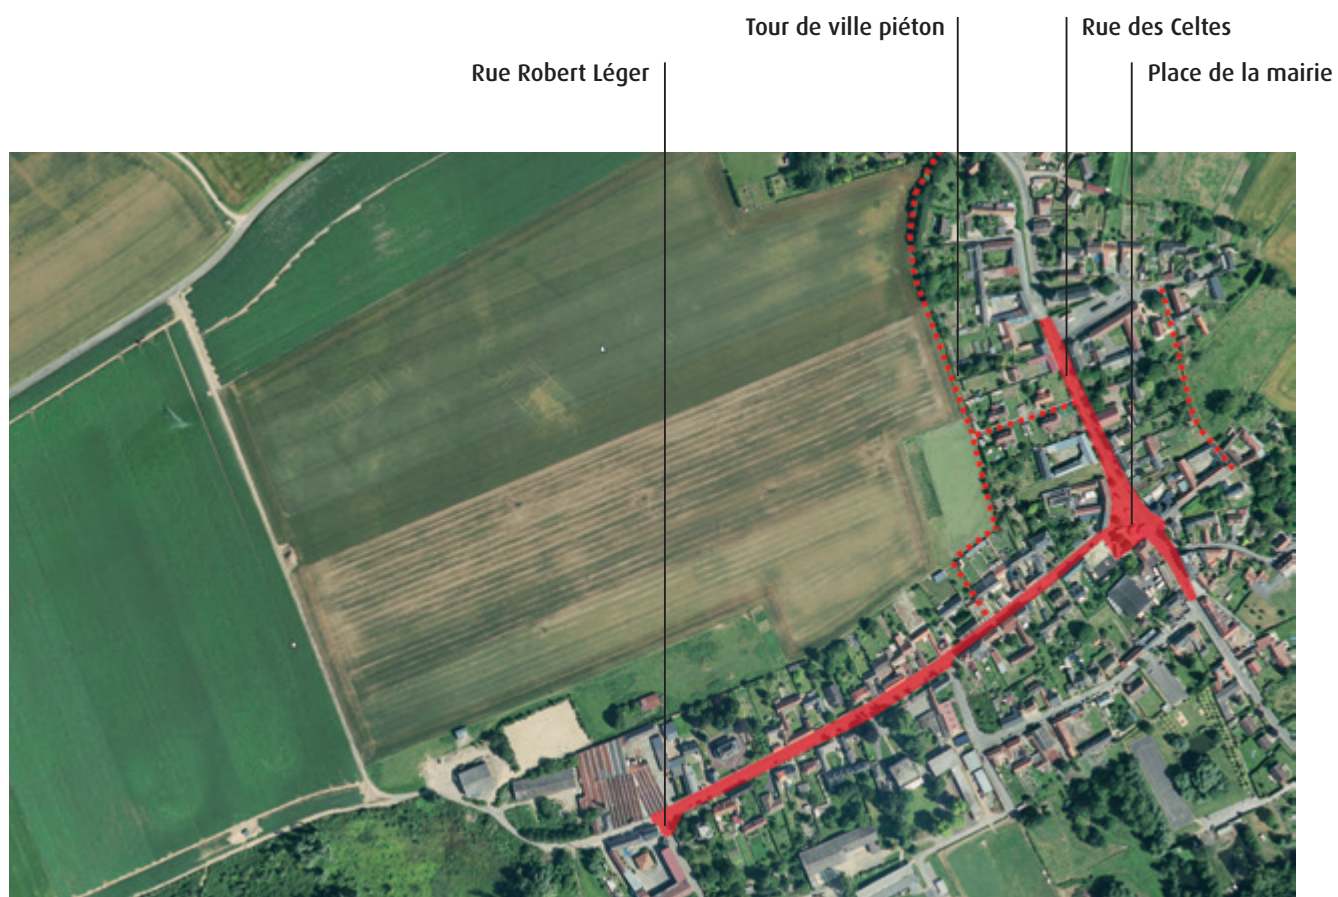 Tour de ville piéton
Rue des Celtes
Rue Robert Léger
Place de la mairie